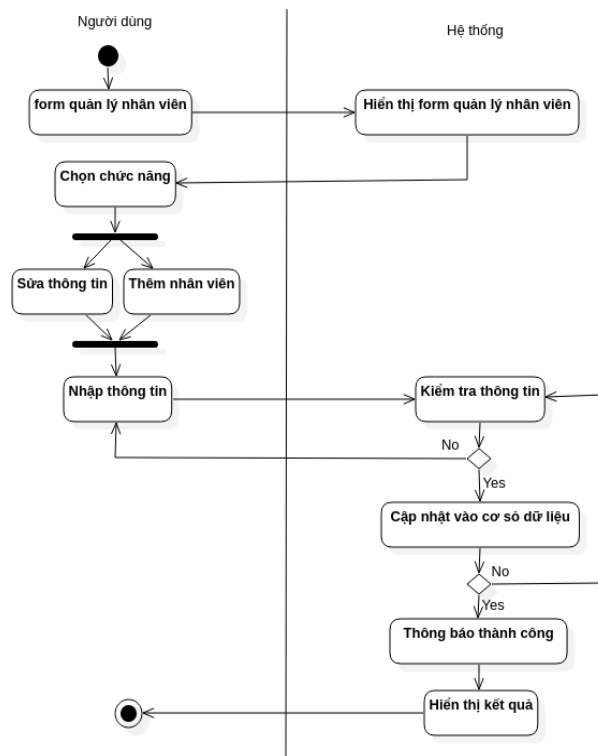 Người dùng
Hệ thống
form quản lý nhân viên
Hiển thị form quản lý nhân viên
Chọn chức năng
Sửa thông tin
Thêm nhân viên
Nhập thông tin
Kiểm tra thông tin
No
Yes
Cập nhật vào cơ sỏ dữ liệu
No
Yes
Thông báo thành công
Hiển thị kết quả